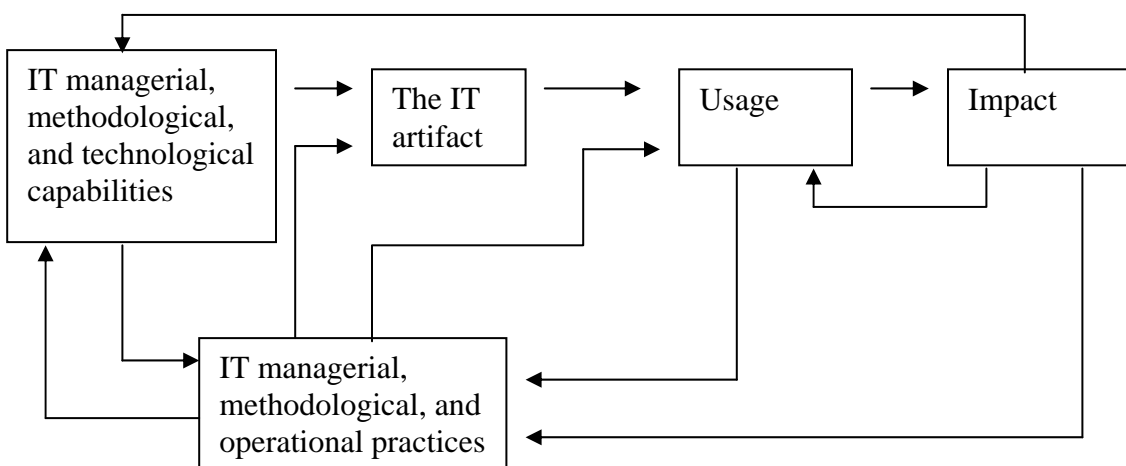 IT managerial,
methodological,
and technological
capabilities
The IT
artifact
Usage
Impact
IT managerial,
methodological, and
operational practices